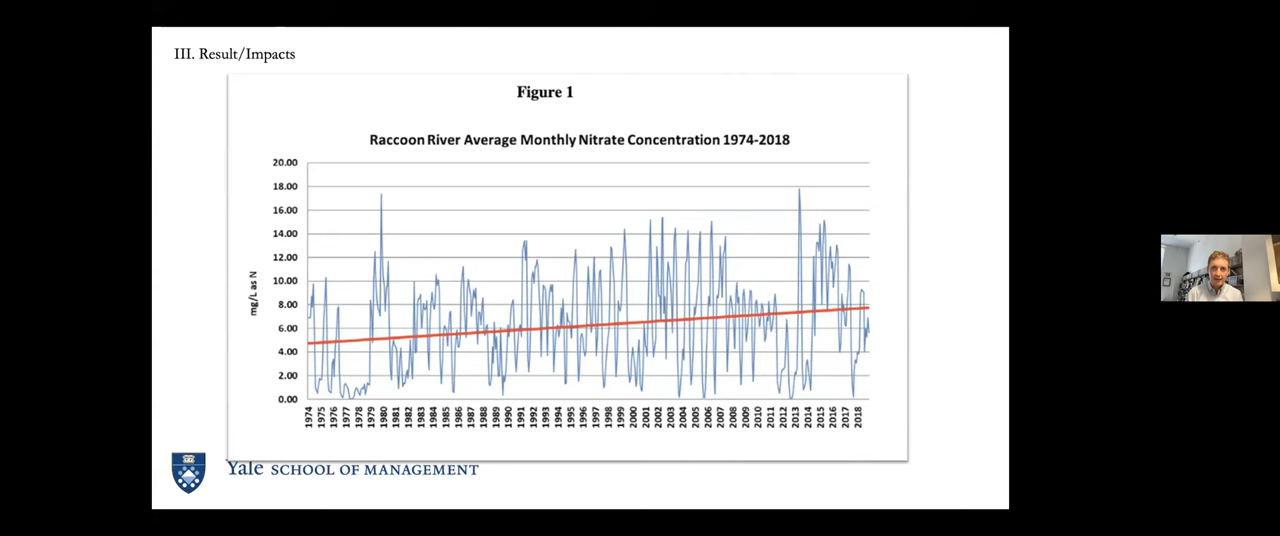 III. Result/Impacts
Figure 1
Raccoon River Average Monthly Nitrate Concentration 1974-2018
20.00
18.00
16.00
14.00
12.00
10.00
8.00
6.00
4.00
2.00
0.00
mg/L as N
1974 1975 1976 1977 1978 1979 1980 1981 1982 1983 1984 1985 1986 1987 1988 1989 1990 1991 1992 1993 1994 1995 1996 1997 1998 1999 2000 2001 2002 2003 2004 2005 2006 2007 2008 2009 2010 2011 2012 2013 2014 2015 2016 2017 2018
Yale SCHOOL OF MANAGEMENT